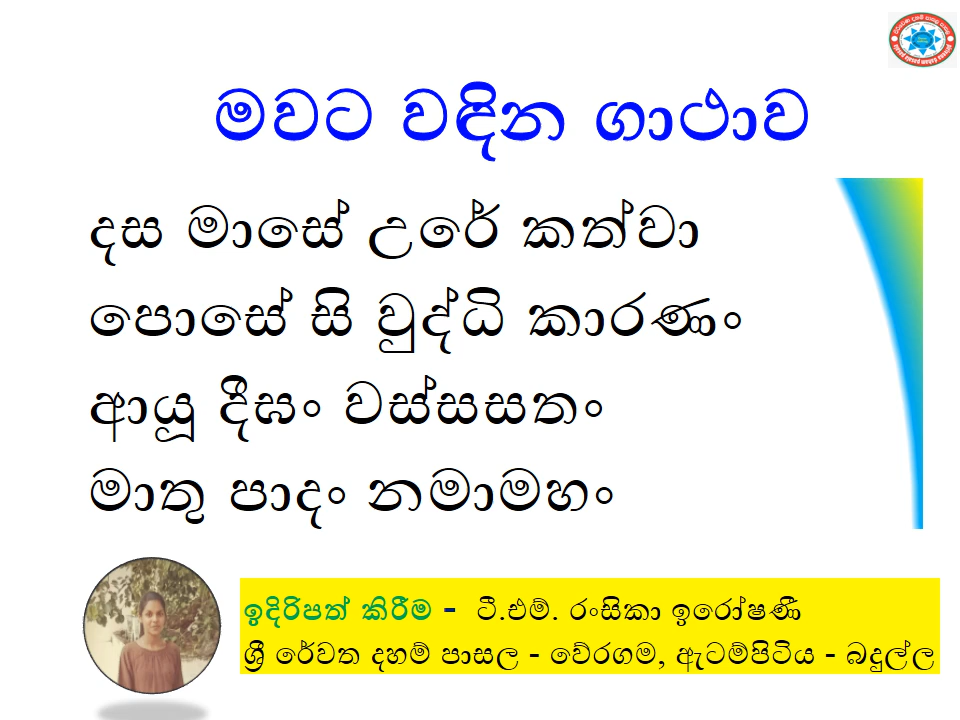 මවට වඳින ගාථාව
දස මාසේ උරේ කත්වා
පොසේ සි වුද්ධි කාරණං
ආයූ දීඝං වස්සසතං
මාතු පාදං නමාමහං
ඉදිරිපත් කිරීම - ටී.එම්. රංසිකා ඉරෝෂණී
ශ්‍රී රේවත දහම් පාසල - වේරගම, ඇටම්පිටිය - බදුල්ල